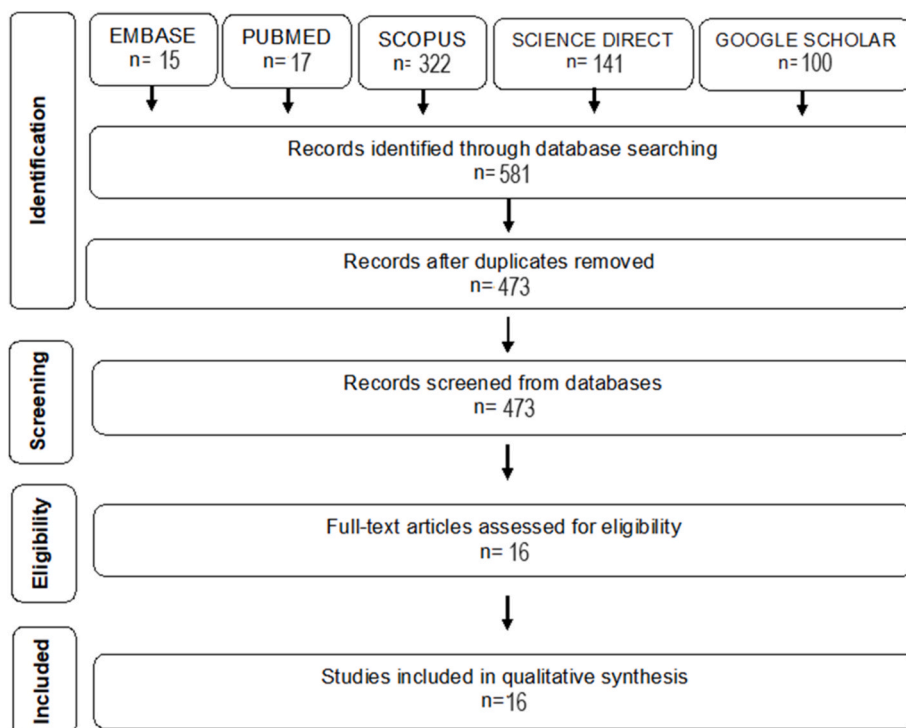 EMBASE
n= 15
PUBMED
n= 17
SCOPUS
n= 322
SCIENCE DIRECT
n= 141
GOOGLE SCHOLAR
n=100
Identification
Records identified through database searching
n= 581
Records after duplicates removed
n= 473
Screening
Records screened from databases
n= 473
Eligibility
Full-text articles assessed for eligibility
n= 16
Included
Studies included in qualitative synthesis
n=16